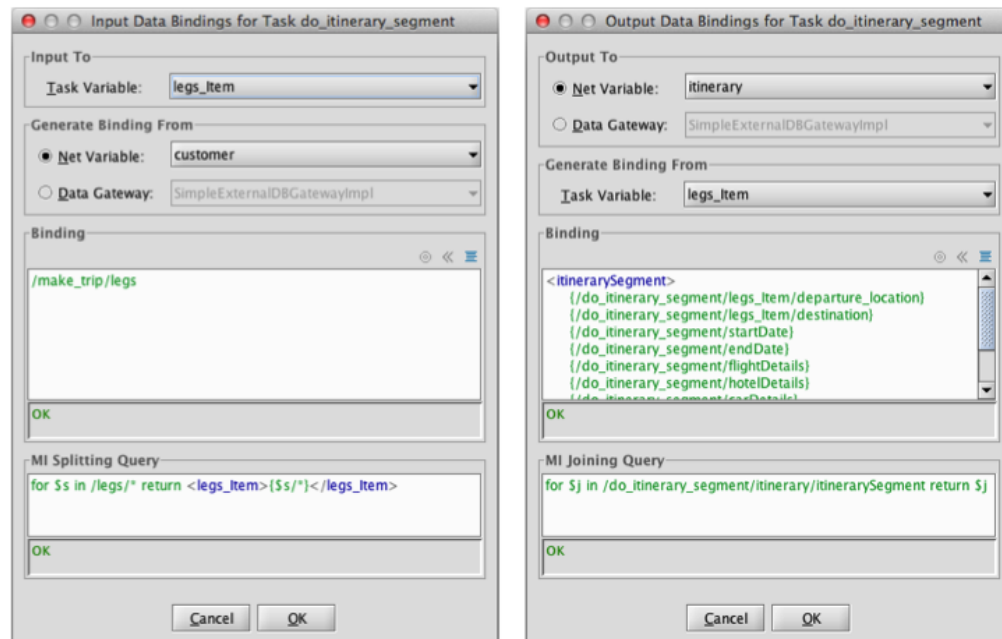 Input Data Bindings for Task do_itinerary_segment
Input To
Task Variable: legs_Item
Generate Binding From
Net Variable: customer
Data Gateway: SimpleExternalDBGatewayImpl
Binding
/make_trip/legs
OK
MI Splitting Query
for $s in /legs/* return <legs_Item>{$s/*}</legs_Item>
OK
Cancel OK
Output Data Bindings for Task do_itinerary_segment
Output To
Net Variable: itinerary
Data Gateway: SimpleExternalDBGatewayImpl
Generate Binding From
Task Variable: legs_Item
Binding
<itinerarySegment>
{/do_itinerary_segment/legs_Item/departure_location}
{/do_itinerary_segment/legs_Item/destination}
{/do_itinerary_segment/startDate}
{/do_itinerary_segment/endDate}
{/do_itinerary_segment/flightDetails}
{/do_itinerary_segment/hotelDetails}
{/do_itinerary_segment/carDetails}
OK
MI Joining Query
for $j in /do_itinerary_segment/itinerary/itinerarySegment return $j
OK
Cancel OK